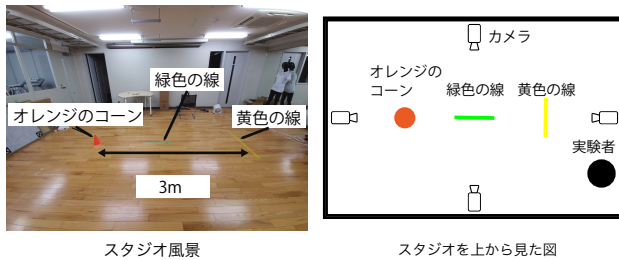 緑色の線
オレンジのコーン
黄色の線
3m
スタジオ風景
カメラ
オレンジの
コーン
緑色の線
黄色の線
実験者
スタジオを上から見た図